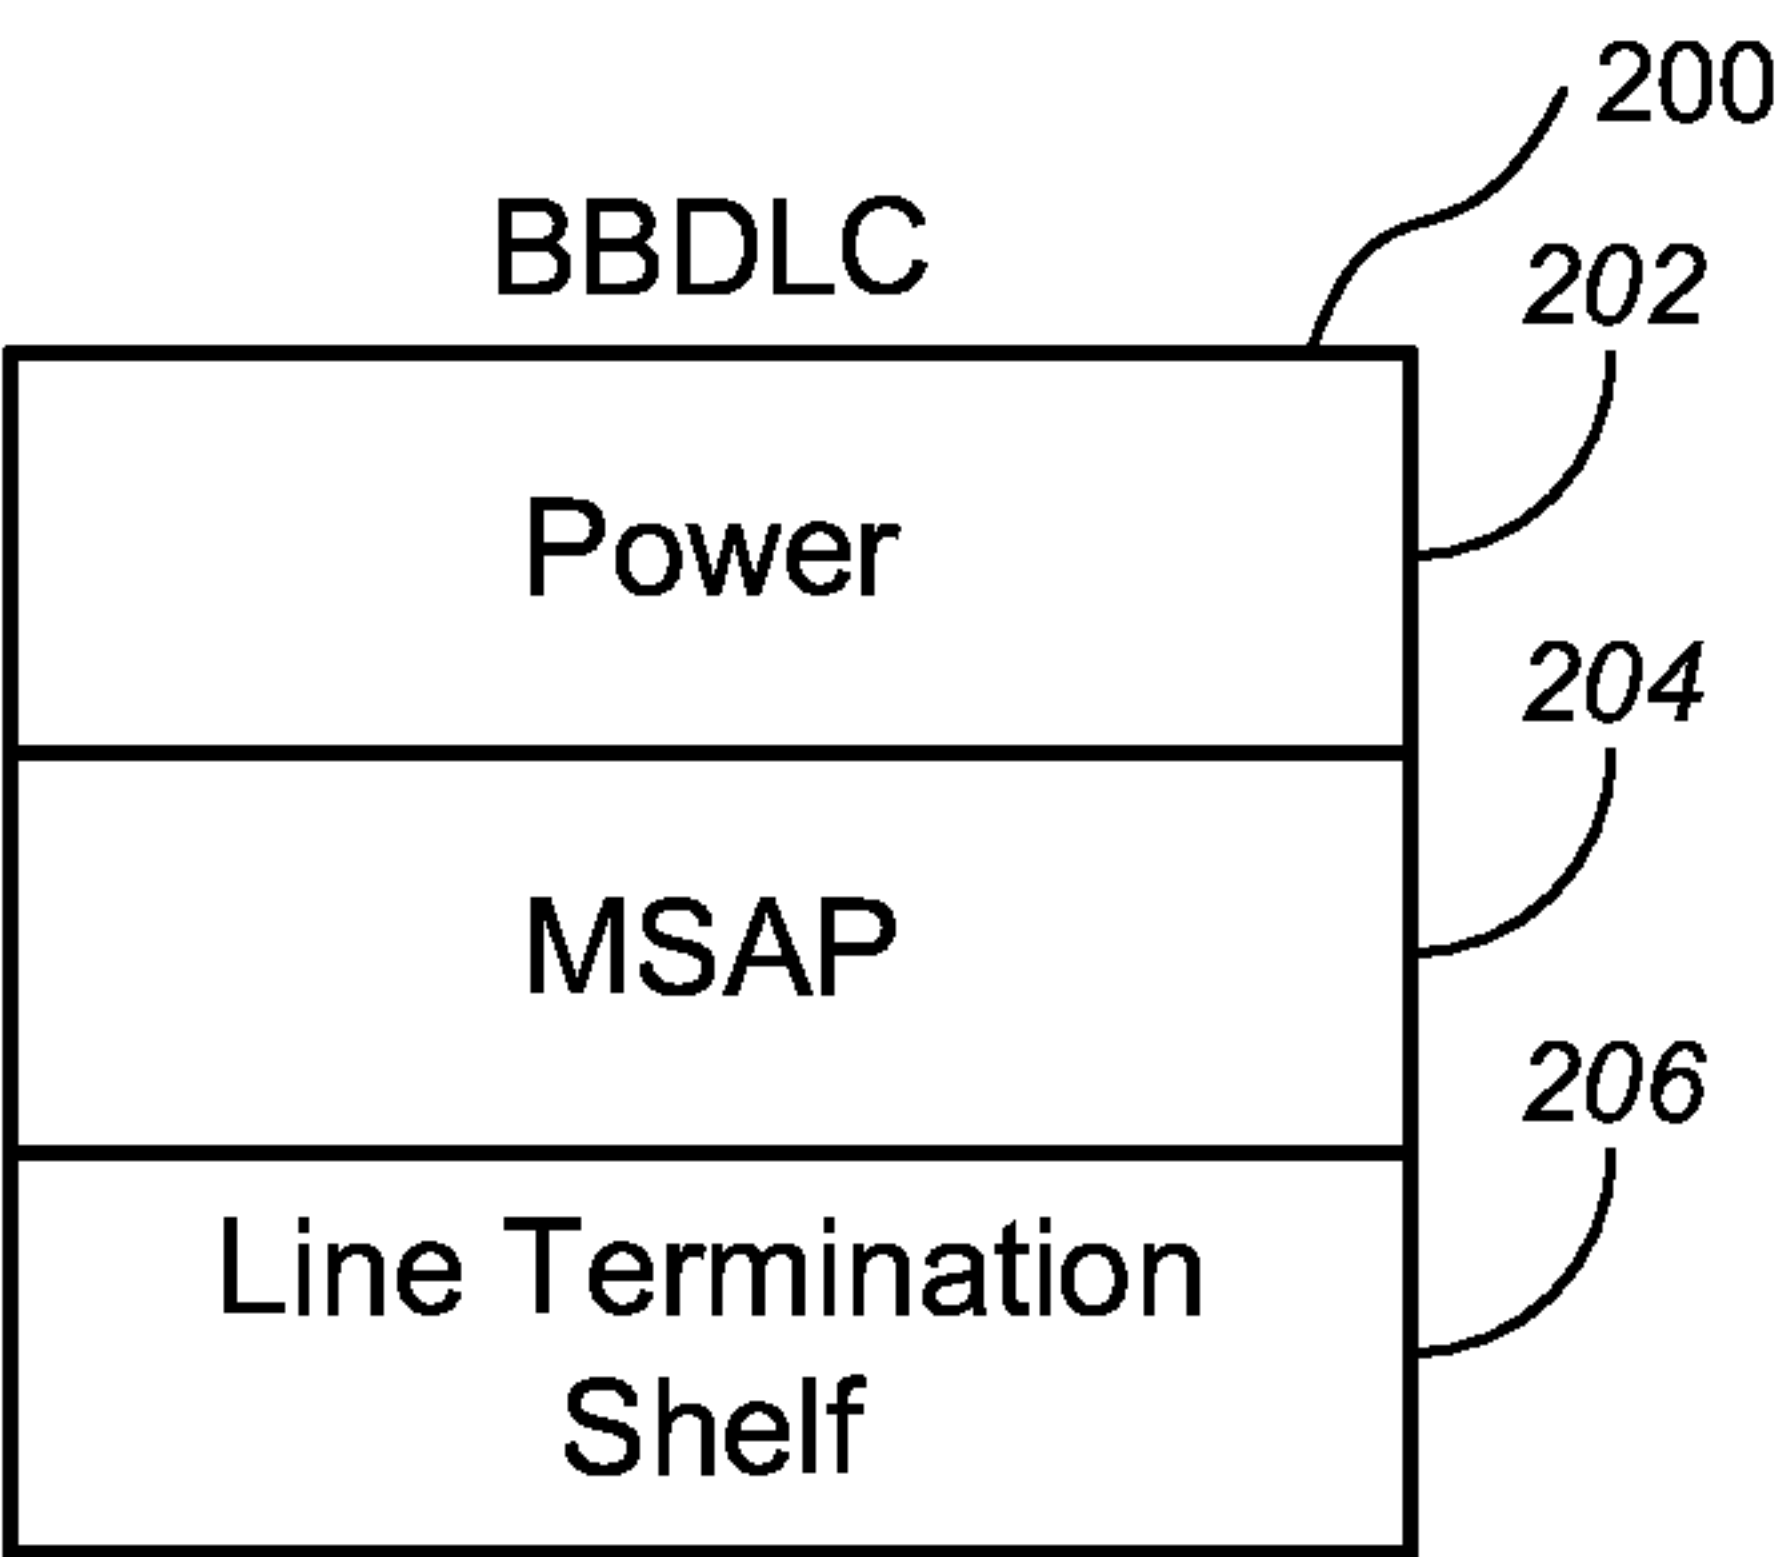 200
BBDLC
202
Power
204
MSAP
206
Line Termination
Shelf